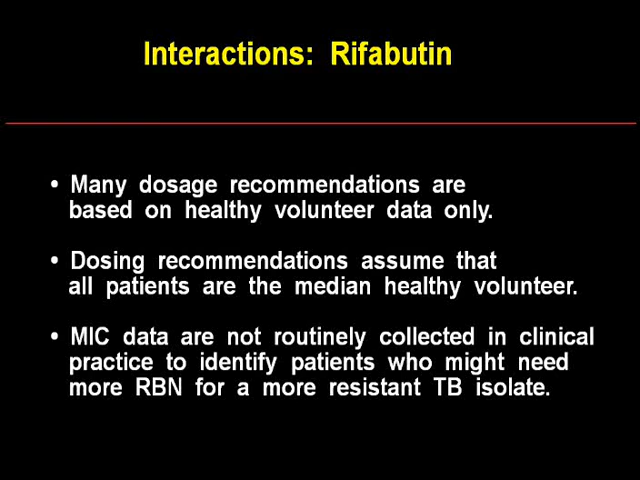 Interactions: Rifabutin
• Many dosage recommendations are
based on healthy volunteer data only.
• Dosing recommendations assume that
all patients are the median healthy volunteer.
• MIC data are not routinely collected in clinical
practice to identify patients who might need
more RBN for a more resistant TB isolate.